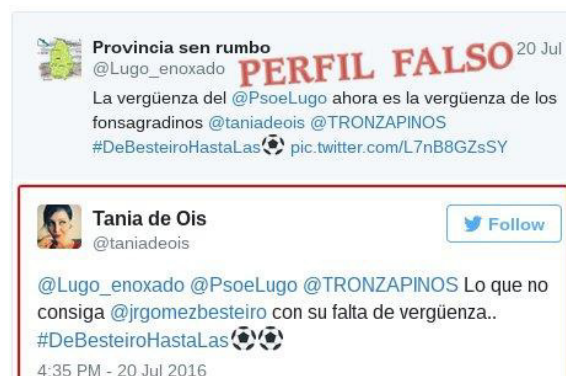 Provincia sen rumbo
@Lugo_enoxado PERFIL FALSO 20 Jul
La vergüenza del @PsoeLugo ahora es la vergüenza de los
fonsagradinos @taniadeois @TRONZAPINOS
#DeBesteiroHastaLas⚽ pic.twitter.com/L7nB8GZsSY
Tania de Ois
@taniadeois
Follow
@Lugo_enoxado @PsoeLugo @TRONZAPINOS Lo que no
consiga @jrgomezbesteiro con su falta de vergüenza..
#DeBesteiroHastaLas⚽⚽
4:35 PM - 20 Jul 2016